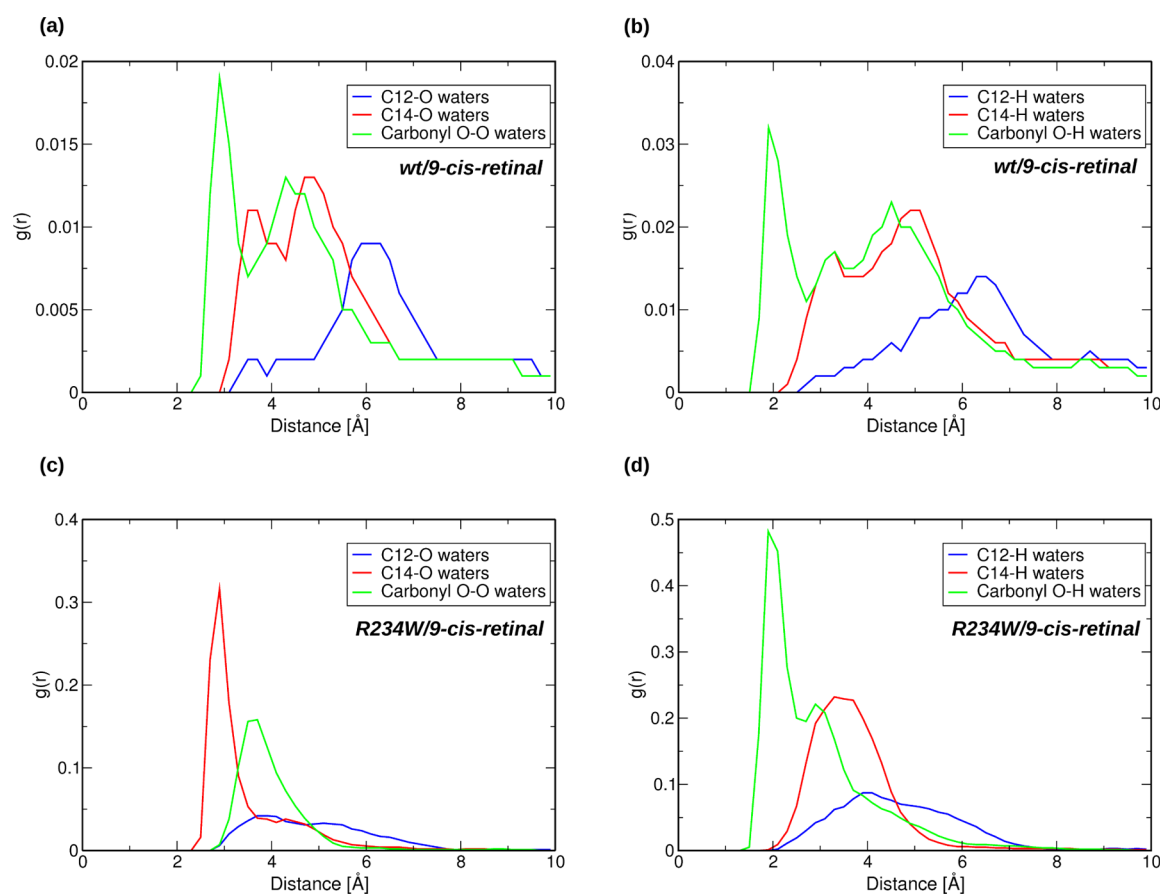 (a)
0.02
0.015
g(r)
0.01
0.005
0
C12-O waters
C14-O waters
Carbonyl O-O waters
wt/9-cis-retinal
0 2 4 6 8 10
Distance [Å]
(b)
0.04
0.03
g(r)
0.02
0.01
0
C12-H waters
C14-H waters
Carbonyl O-H waters
wt/9-cis-retinal
0 2 4 6 8 10
Distance [Å]
(c)
0.4
0.3
g(r)
0.2
0.1
0
C12-O waters
C14-O waters
Carbonyl O-O waters
R234W/9-cis-retinal
0 2 4 6 8 10
Distance [Å]
(d)
0.5
0.4
0.3
g(r)
0.2
0.1
0
C12-H waters
C14-H waters
Carbonyl O-H waters
R234W/9-cis-retinal
0 2 4 6 8 10
Distance [Å]